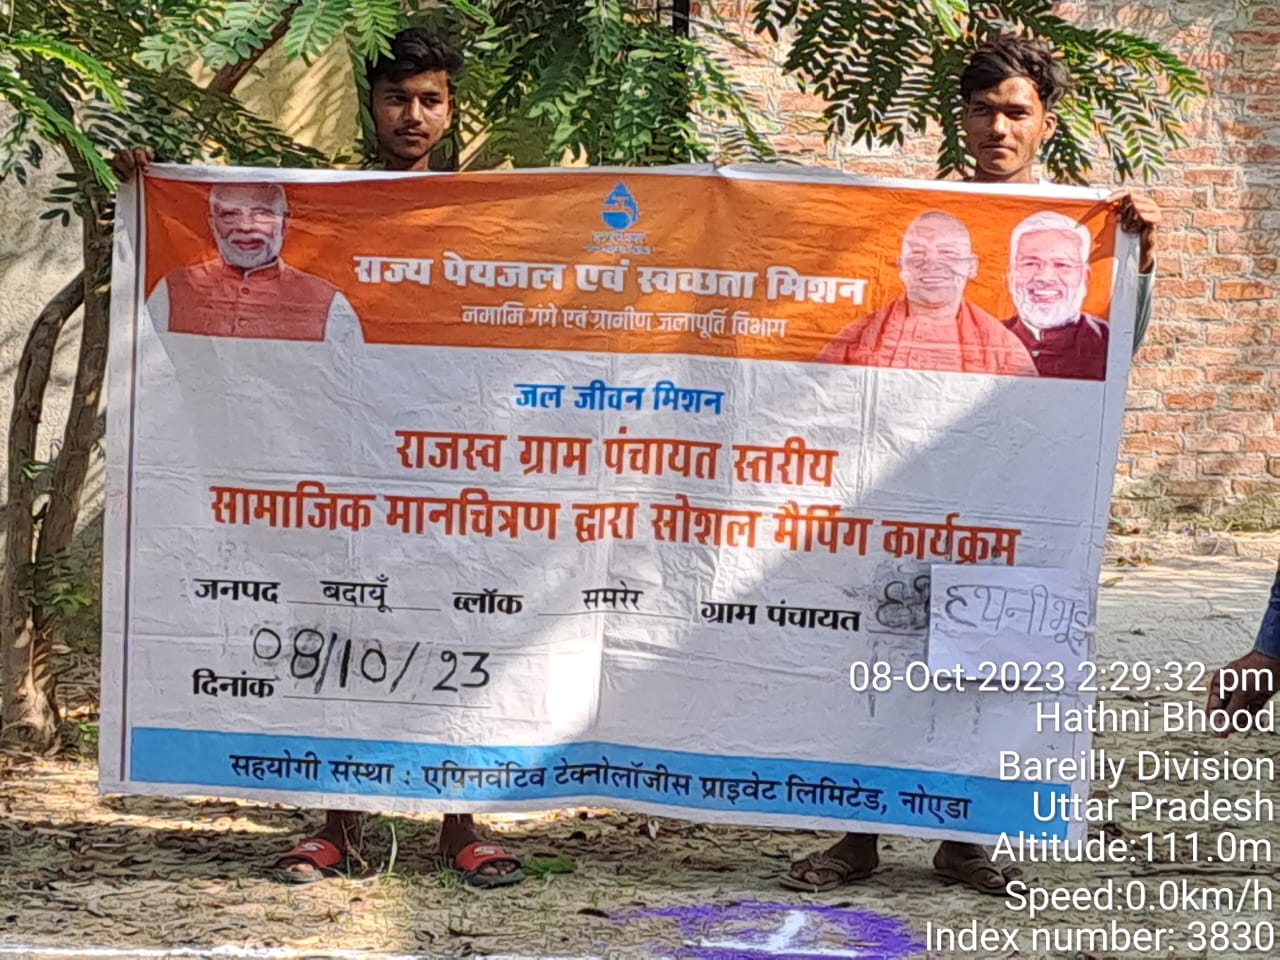 राज्य पेयजल एवं स्वच्छता मिशन
नमामि गंगे एवं ग्रामीण जलापूर्ति विभाग
जल जीवन मिशन
राजस्व ग्राम पंचायत स्तरीय
सामाजिक मानचित्रण द्वारा सोशल मैपिंग कार्यक्रम
जनपद बदायूँ ब्लॉक समरेर ग्राम पंचायत हथनीभूड़
दिनांक 08/10/23
सहयोगी संस्था : एपिनर्वेटिव टेक्नोलॉजीस प्राइवेट लिमिटेड, नोएडा
08-Oct-2023 2:29:32 pm
Hathni Bhood
Bareilly Division
Uttar Pradesh
Altitude:111.0m
Speed:0.0km/h
Index number: 3830